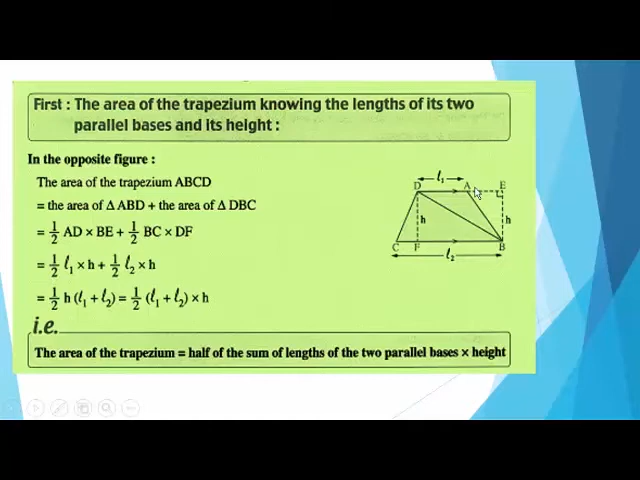 First : The area of the trapezium knowing the lengths of its two
parallel bases and its height :
In the opposite figure :
The area of the trapezium ABCD
= the area of Δ ABD + the area of Δ DBC
= 1/2 AD × BE + 1/2 BC × DF
= 1/2 ℓ₁ × h + 1/2 ℓ₂ × h
= 1/2 h (ℓ₁ + ℓ₂) = 1/2 (ℓ₁ + ℓ₂) × h
i.e.
The area of the trapezium = half of the sum of lengths of the two parallel bases × height
ℓ₁
D A E
h h
C F B
ℓ₂